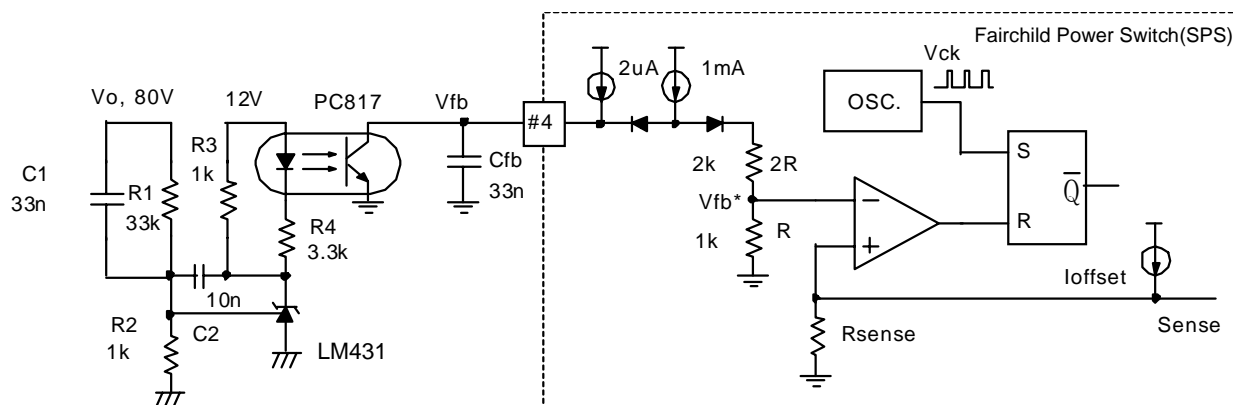 Fairchild Power Switch(SPS)
2uA
1mA
Vck
Vo, 80V
12V
PC817
Vfb
#4
OSC.
R3
1k
C1
33n
R1
33k
Cfb
33n
2k
2R
S
R
Q
Vfb*
1k
R
R4
3.3k
10n
C2
R2
1k
LM431
Rsense
Ioffset
Sense